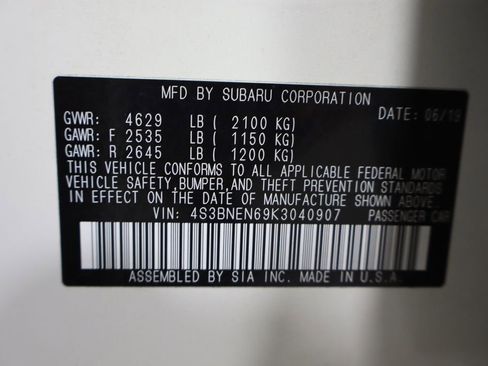 MFD BY SUBARU CORPORATION
DATE: 06/19
GVWR: 4629 LB ( 2100 KG)
GAWR: F 2535 LB ( 1150 KG)
GAWR: R 2645 LB ( 1200 KG)
THIS VEHICLE CONFORMS TO ALL APPLICABLE FEDERAL MOTOR
VEHICLE SAFETY,BUMPER,AND THEFT PREVENTION STANDARDS
IN EFFECT ON THE DATE OF MANUFACTURE SHOWN ABOVE.
VIN: 4S3BNEN69K3040907 PASSENGER CAR
ASSEMBLED BY SIA INC. MADE IN U.S.A.